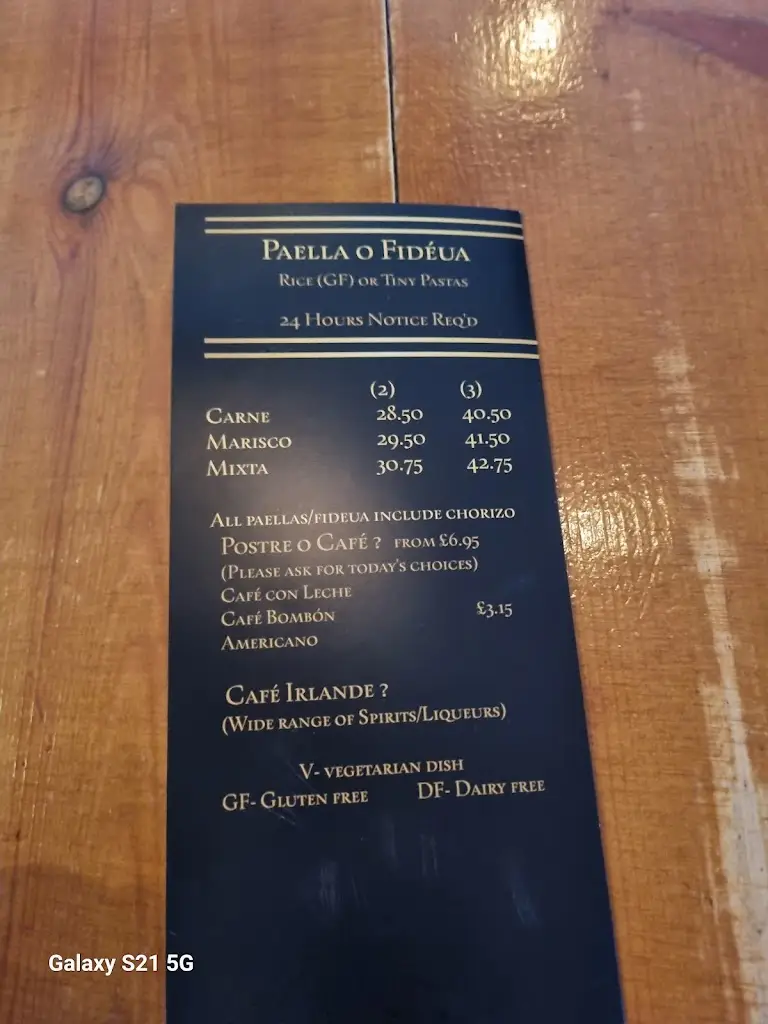 Paella o Fidéua
Rice (GF) or Tiny Pastas
24 Hours Notice Req'd
(2) (3)
Carne 28.50 40.50
Marisco 29.50 41.50
Mixta 30.75 42.75
All paellas/fideua include chorizo
Postre o Café ? from £6.95
(Please ask for today's choices)
Café con Leche
Café Bombón £3.15
Americano
Café Irlande ?
(Wide range of Spirits/Liqueurs)
V- vegetarian dish
GF- Gluten free DF- Dairy free
Galaxy S21 5G